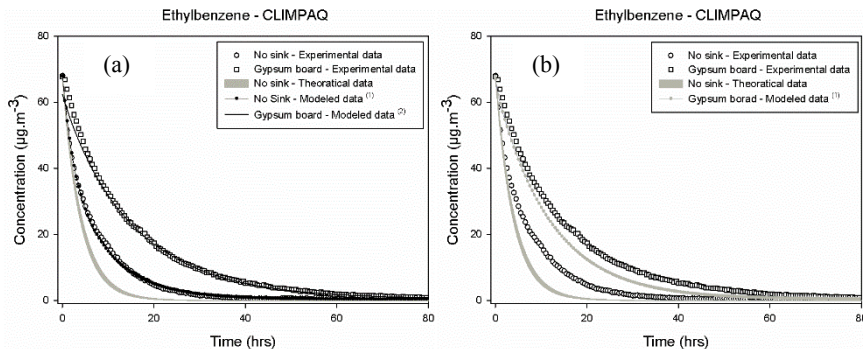 Ethylbenzene - CLIMPAQ
80
60
40
20
0
Concentration (µg.m-3)
(a)
No sink - Experimental data
Gypsum board - Experimental data
No sink - Theoratical data
No Sink - Modeled data (1)
Gypsum board - Modeled data (2)
0 20 40 60 80
Time (hrs)
Ethylbenzene - CLIMPAQ
80
60
40
20
0
Concentration (µg.m-3)
(b)
No sink - Experimental data
Gypsum board - Experimental data
No sink - Theoratical data
Gypsum borad - Modeled data (1)
0 20 40 60 80
Time (hrs)